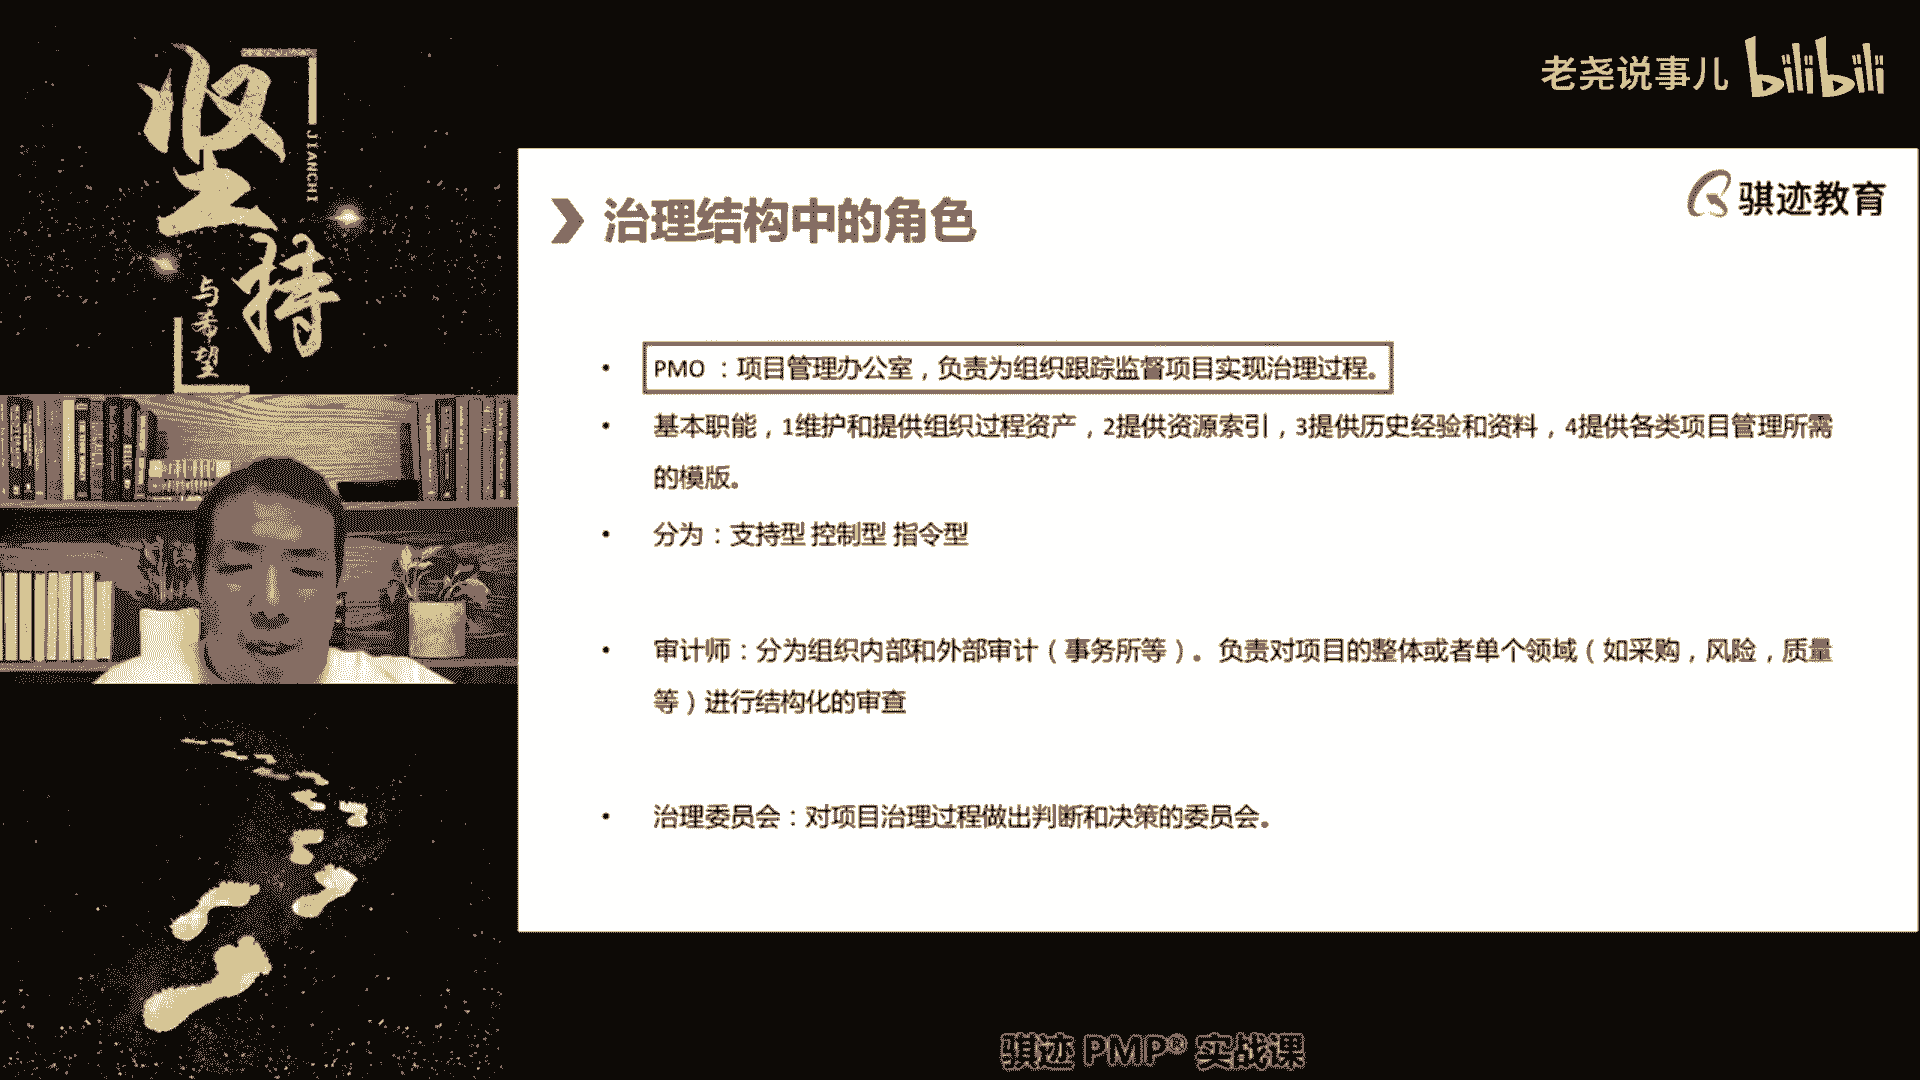 坚持
JIANCHI
与希望
老尧说事儿 bilibili
骐迹教育
治理结构中的角色
• PMO ：项目管理办公室，负责为组织跟踪监督项目实现治理过程。
• 基本职能，1维护和提供组织过程资产，2提供资源索引，3提供历史经验和资料，4提供各类项目管理所需
的模版。
• 分为：支持型 控制型 指令型
• 审计师：分为组织内部和外部审计（事务所等）。负责对项目的整体或者单个领域（如采购，风险，质量
等）进行结构化的审查
• 治理委员会：对项目治理过程做出判断和决策的委员会。
骐迹 PMP® 实战课